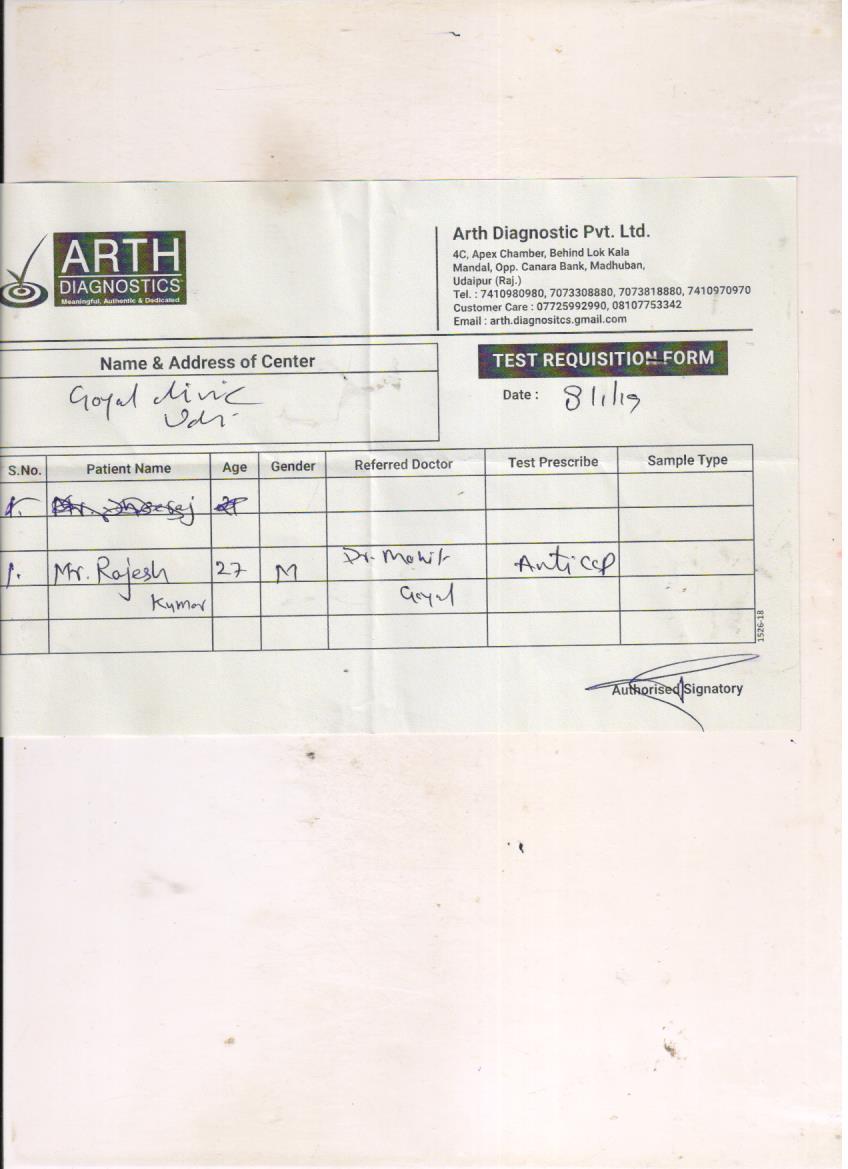 ARTH
DIAGNOSTICS
Meaningful, Authentic & Dedicated
Arth Diagnostic Pvt. Ltd.
4C, Apex Chamber, Behind Lok Kala
Mandal, Opp. Canara Bank, Madhuban,
Udaipur (Raj.)
Tel. : 7410980980, 7073308880, 7073818880, 7410970970
Customer Care : 07725992990, 08107753342
Email : arth.diagnositcs.gmail.com
Name & Address of Center
Goyal clinic
Udr
TEST REQUISITION FORM
Date : 8/1/19
S.No. Patient Name Age Gender Referred Doctor Test Prescribe Sample Type
1.
1. Mr. Rajesh 27 M Dr. Mohit Anti CCP
Kumar Goyal
1526-18
Authorised Signatory